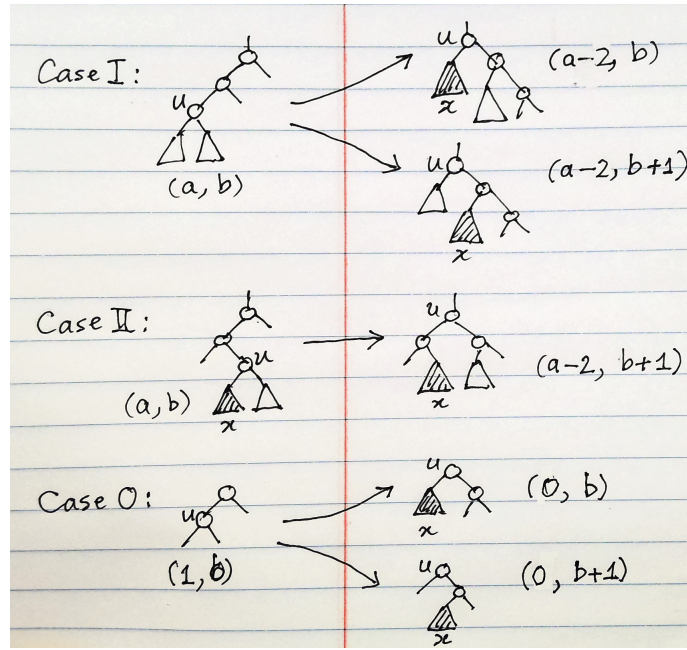 Case I:
u
(a, b)
u
x
(a-2, b)
u
x
(a-2, b+1)
Case II:
u
(a, b)
x
u
x
(a-2, b+1)
Case 0:
u
(1, b)
u
x
(0, b)
u
x
(0, b+1)